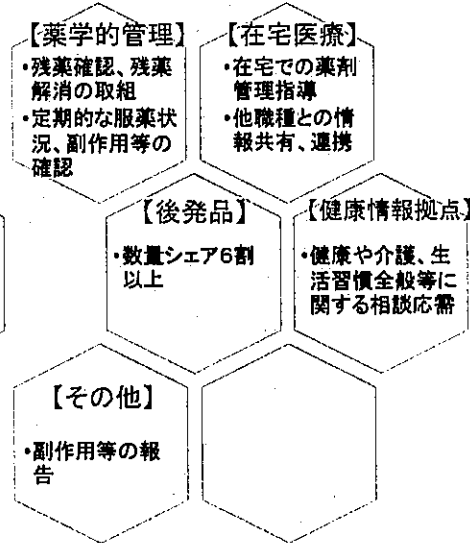 【薬学的管理】
・残薬確認、残薬
解消の取組
・定期的な服薬状
況、副作用等の
確認
【在宅医療】
・在宅での薬剤
管理指導
・他職種との情
報共有、連携
【後発品】
・数量シェア6割
以上
【健康情報拠点】
・健康や介護、生
活習慣全般等に
関する相談応需
【その他】
・副作用等の報
告